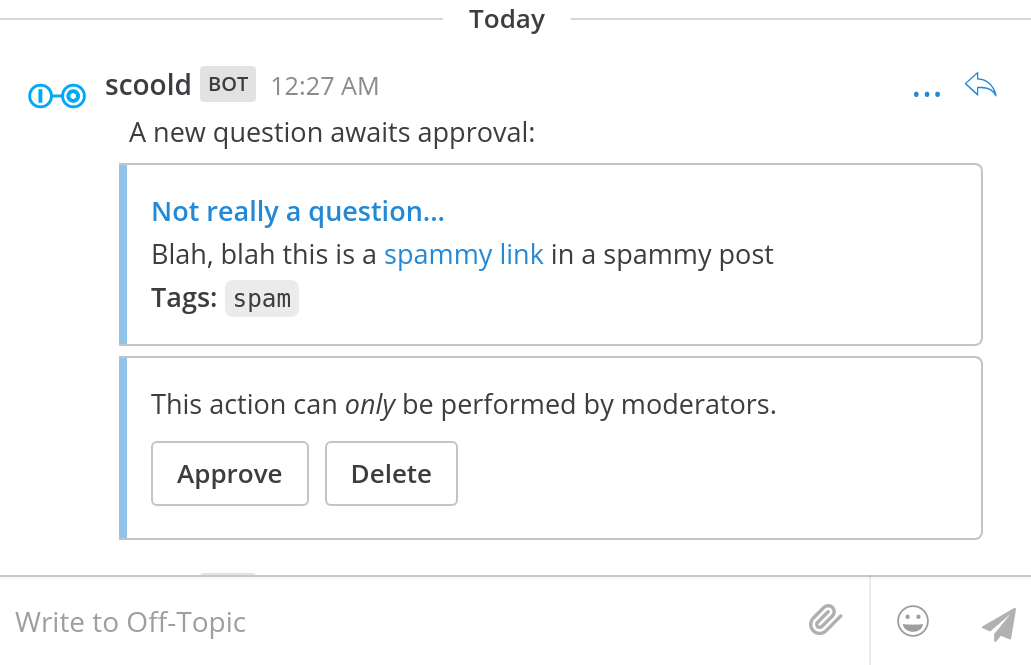 Today
scoold BOT 12:27 AM
A new question awaits approval:
Not really a question...
Blah, blah this is a spammy link in a spammy post
Tags: spam
This action can only be performed by moderators.
Approve Delete
Write to Off-Topic